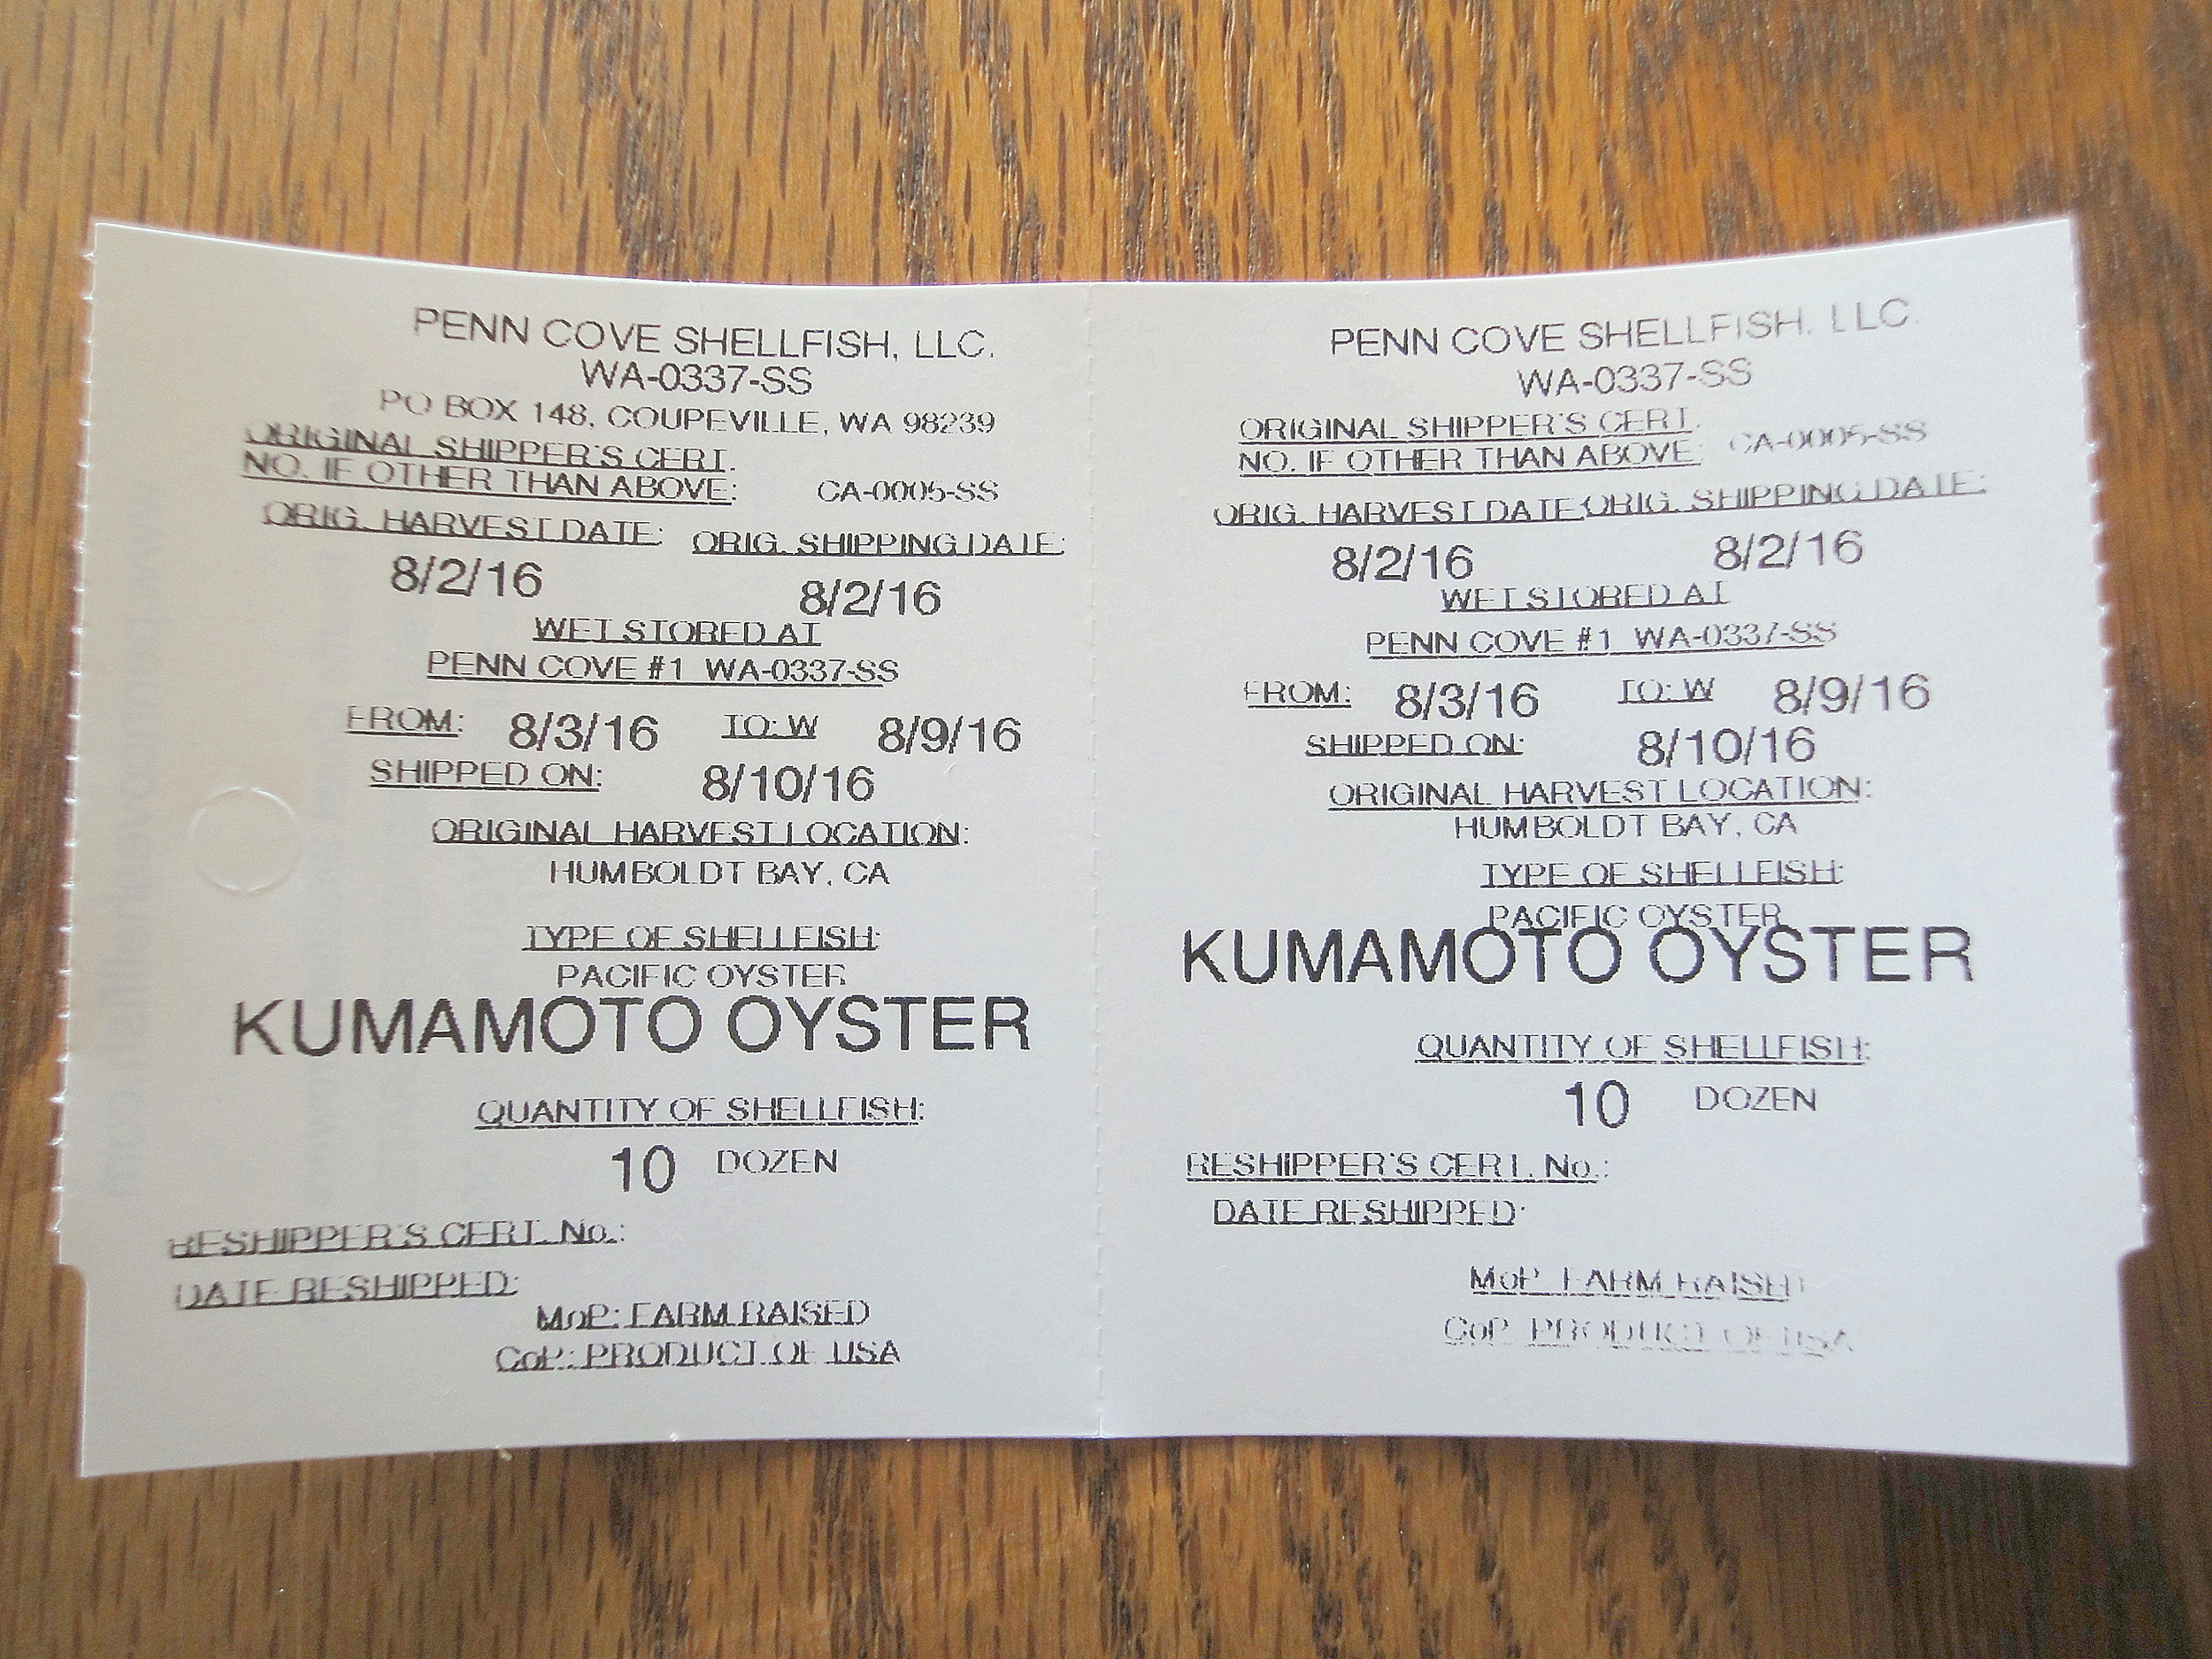 PENN COVE SHELLFISH, LLC.
WA-0337-SS
PO BOX 148, COUPEVILLE, WA 98239
ORIGINAL SHIPPER'S CERT.
NO. IF OTHER THAN ABOVE: CA-0005-SS
ORIG. HARVEST DATE: ORIG. SHIPPING DATE:
8/2/16 8/2/16
WET STORED AT
PENN COVE #1 WA-0337-SS
FROM: 8/3/16 TO: W 8/9/16
SHIPPED ON: 8/10/16
ORIGINAL HARVEST LOCATION:
HUMBOLDT BAY, CA
TYPE OF SHELLFISH:
PACIFIC OYSTER
KUMAMOTO OYSTER
QUANTITY OF SHELLFISH:
10 DOZEN
RESHIPPER'S CERT. No.:
DATE RESHIPPED:
MoP: FARM RAISED
CoP: PRODUCT OF USA
PENN COVE SHELLFISH, LLC.
WA-0337-SS
ORIGINAL SHIPPER'S CERT.
NO. IF OTHER THAN ABOVE: CA-0005-SS
ORIG. HARVEST DATE: ORIG. SHIPPING DATE:
8/2/16 8/2/16
WET STORED AT
PENN COVE #1 WA-0337-SS
FROM: 8/3/16 TO: W 8/9/16
SHIPPED ON: 8/10/16
ORIGINAL HARVEST LOCATION:
HUMBOLDT BAY, CA
TYPE OF SHELLFISH:
PACIFIC OYSTER
KUMAMOTO OYSTER
QUANTITY OF SHELLFISH:
10 DOZEN
RESHIPPER'S CERT. No.:
DATE RESHIPPED:
MoP: FARM RAISED
CoP: PRODUCT OF USA